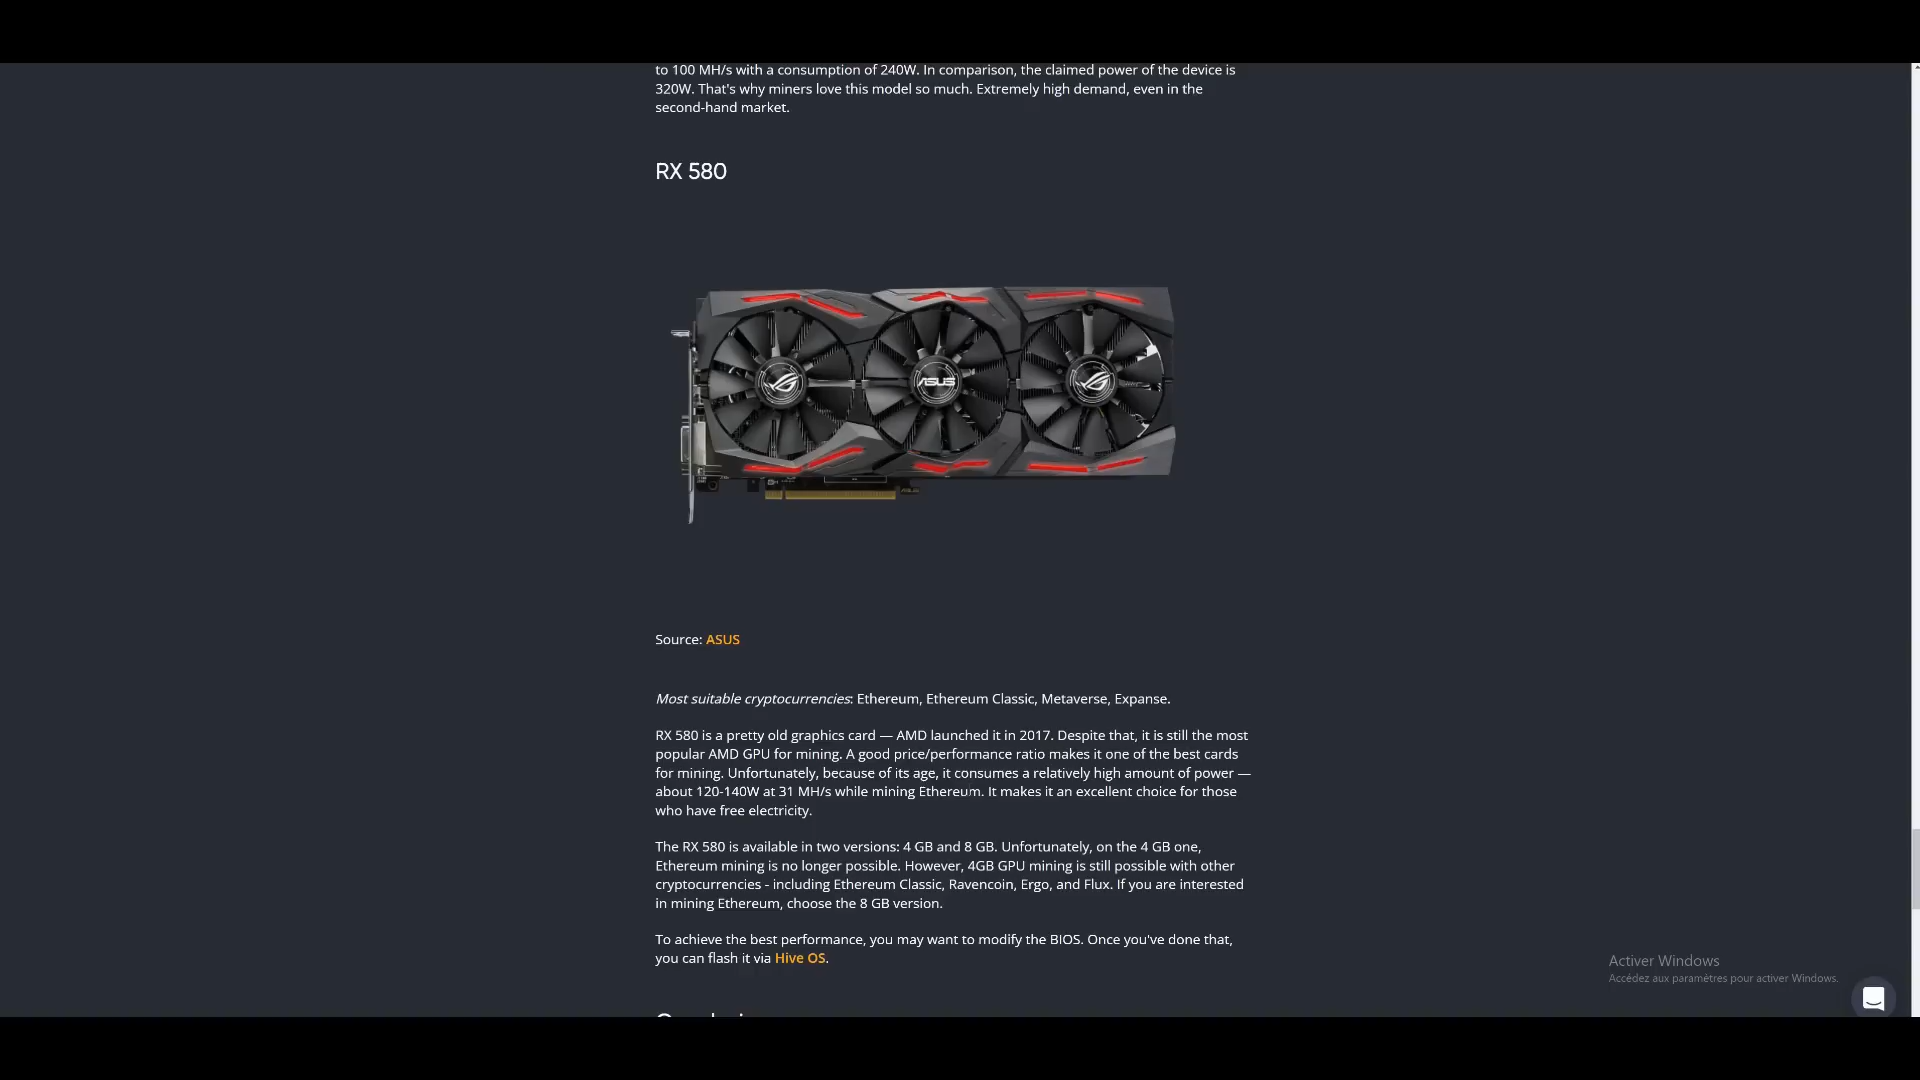 to 100 MH/s with a consumption of 240W. In comparison, the claimed power of the device is
320W. That's why miners love this model so much. Extremely high demand, even in the
second-hand market.
RX 580
ASUS
Source: ASUS
Most suitable cryptocurrencies: Ethereum, Ethereum Classic, Metaverse, Expanse.
RX 580 is a pretty old graphics card — AMD launched it in 2017. Despite that, it is still the most
popular AMD GPU for mining. A good price/performance ratio makes it one of the best cards
for mining. Unfortunately, because of its age, it consumes a relatively high amount of power —
about 120-140W at 31 MH/s while mining Ethereum. It makes it an excellent choice for those
who have free electricity.
The RX 580 is available in two versions: 4 GB and 8 GB. Unfortunately, on the 4 GB one,
Ethereum mining is no longer possible. However, 4GB GPU mining is still possible with other
cryptocurrencies - including Ethereum Classic, Ravencoin, Ergo, and Flux. If you are interested
in mining Ethereum, choose the 8 GB version.
To achieve the best performance, you may want to modify the BIOS. Once you've done that,
you can flash it via Hive OS.
Activer Windows
Accédez aux paramètres pour activer Windows.